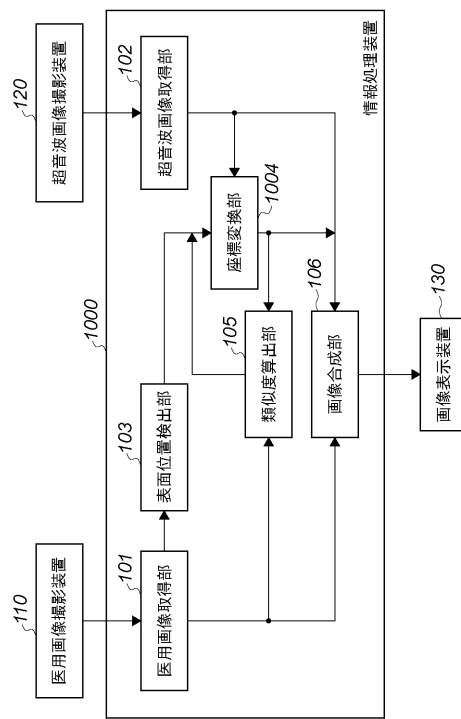 110
医用画像撮影装置
120
超音波画像撮影装置
1000
101
医用画像取得部
103
表面位置検出部
102
超音波画像取得部
座標変換部
1004
105
類似度算出部
106
画像合成部
情報処理装置
130
画像表示装置